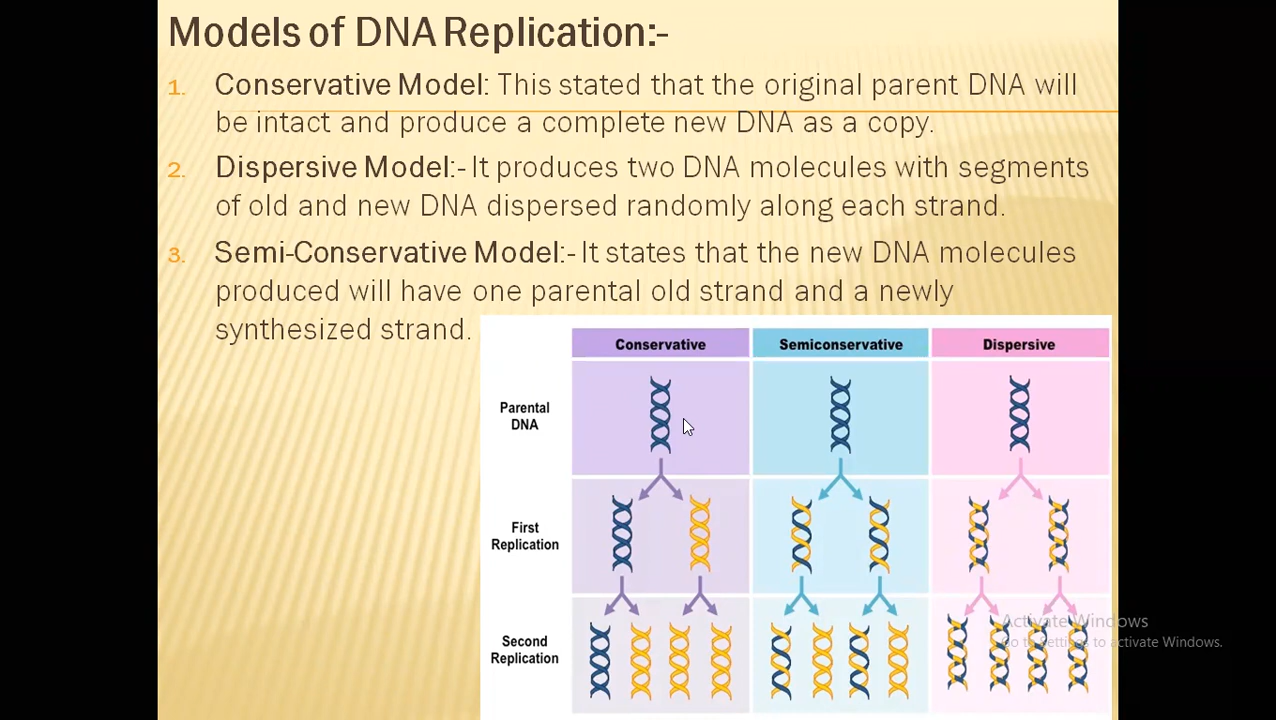 Models of DNA Replication:-
1. Conservative Model: This stated that the original parent DNA will
be intact and produce a complete new DNA as a copy.
2. Dispersive Model:- It produces two DNA molecules with segments
of old and new DNA dispersed randomly along each strand.
3. Semi-Conservative Model:- It states that the new DNA molecules
produced will have one parental old strand and a newly
synthesized strand.
Conservative Semiconservative Dispersive
Parental
DNA
First
Replication
Second
Replication
Activate Windows
Go to Settings to activate Windows.